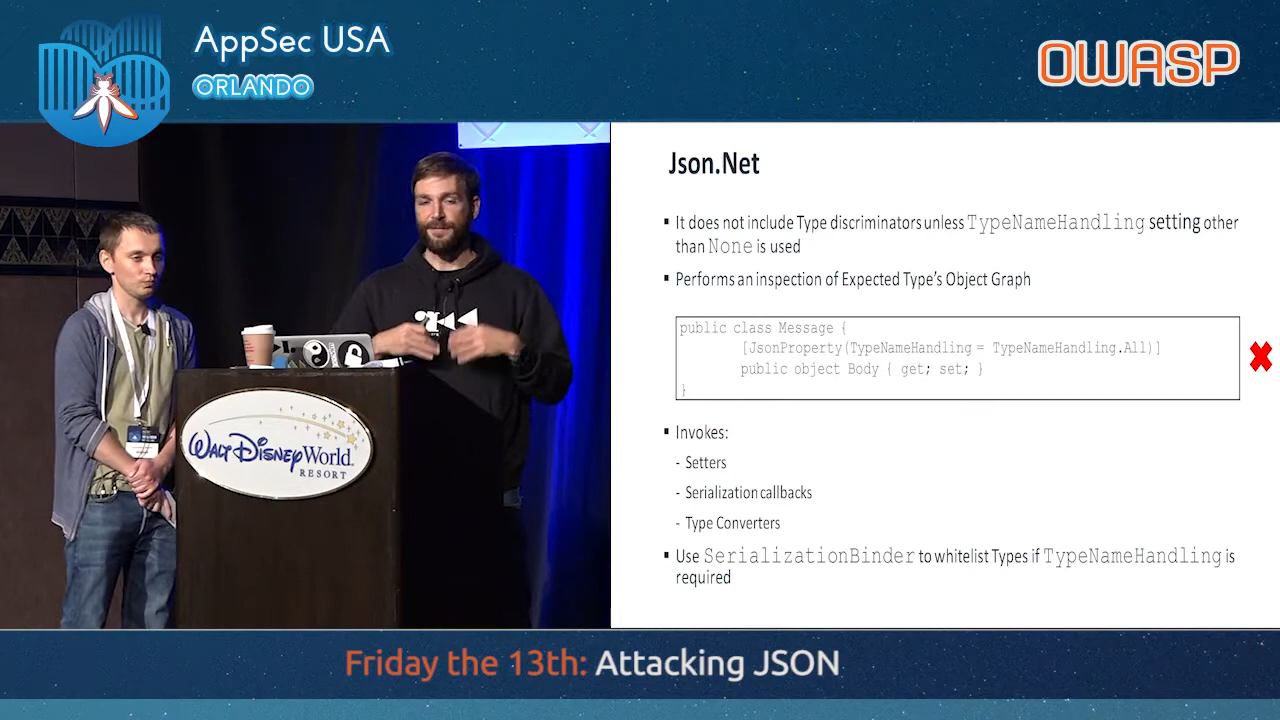 AppSec USA
ORLANDO
OWASP
Json.Net
▪ It does not include Type discriminators unless TypeNameHandling setting other
than None is used
▪ Performs an inspection of Expected Type's Object Graph
public class Message {
[JsonProperty(TypeNameHandling = TypeNameHandling.All)]
public object Body { get; set; }
}
▪ Invokes:
- Setters
- Serialization callbacks
- Type Converters
▪ Use SerializationBinder to whitelist Types if TypeNameHandling is
required
WALT DISNEY World
RESORT
Friday the 13th: Attacking JSON